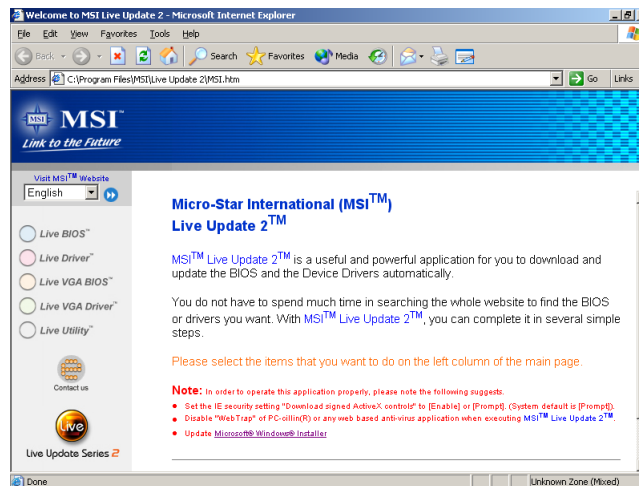 Welcome to MSI Live Update 2 - Microsoft Internet Explorer
File Edit View Favorites Tools Help
Back Search Favorites Media
Address C:\Program Files\MSI\Live Update 2\MSI.htm Go Links
MSI MSI™
Link to the Future
Visit MSI™ Website
English
Live BIOS™
Live Driver™
Live VGA BIOS™
Live VGA Driver™
Live Utility™
Contact us
Live
Live Update Series 2
Micro-Star International (MSI™)
Live Update 2™
MSI™ Live Update 2™ is a useful and powerful application for you to download and
update the BIOS and the Device Drivers automatically.
You do not have to spend much time in searching the whole website to find the BIOS
or drivers you want. With MSI™ Live Update 2™, you can complete it in several simple
steps.
Please select the items that you want to do on the left column of the main page.
Note: In order to operate this application properly, please note the following suggests.
Set the IE security setting "Download signed ActiveX controls" to [Enable] or [Prompt]. (System default is [Prompt]).
Disable "WebTrap" of PC-cillin(R) or any web based anti-virus application when executing MSI™ Live Update 2™.
Update Microsoft® Windows® Installer
Done Unknown Zone (Mixed)